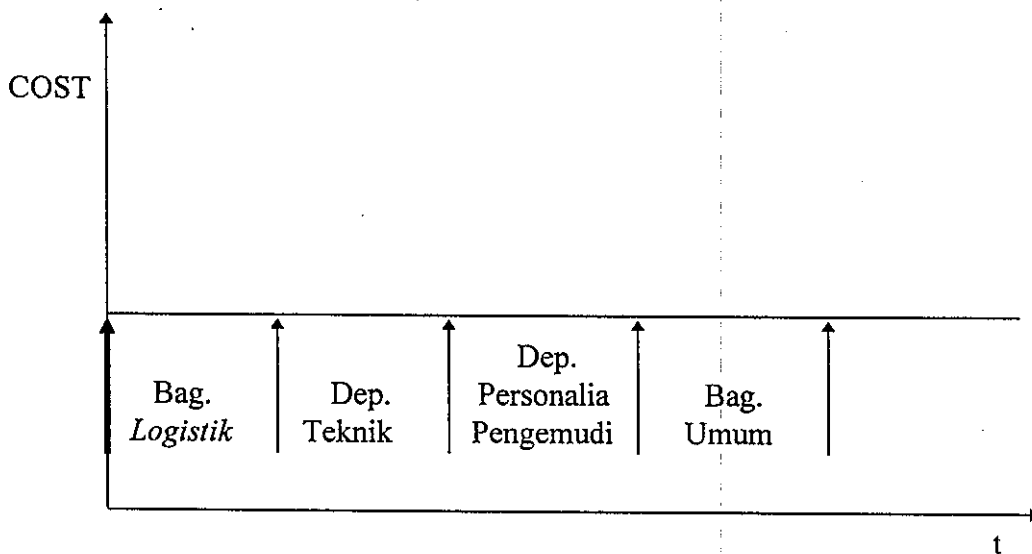 COST
Bag.
Logistik
Dep.
Teknik
Dep.
Personalia
Pengemudi
Bag.
Umum
t